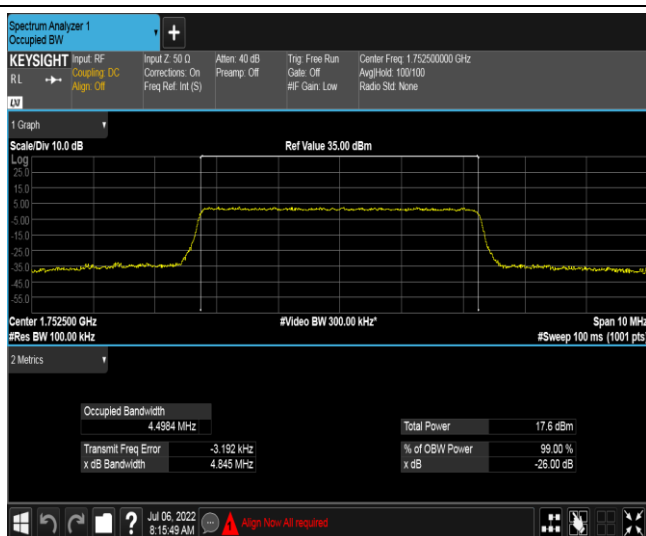 Spectrum Analyzer 1
Occupied BW
+
KEYSIGHT Input: RF Input Z: 50 Ω Atten: 40 dB Trig: Free Run Center Freq: 1.752500000 GHz
RL Coupling: DC Corrections: On Preamp: Off Gate: Off Avg|Hold: 100/100
Align: Off Freq Ref: Int (S) #IF Gain: Low Radio Std: None
LXI
1 Graph
Scale/Div 10.0 dB Ref Value 35.00 dBm
Log
25.0
15.0
5.00
-5.00
-15.0
-25.0
-35.0
-45.0
-55.0
Center 1.752500 GHz #Video BW 300.00 kHz* Span 10 MHz
#Res BW 100.00 kHz #Sweep 100 ms (1001 pts)
2 Metrics
Occupied Bandwidth
4.4984 MHz Total Power 17.6 dBm
Transmit Freq Error -3.192 kHz % of OBW Power 99.00 %
x dB Bandwidth 4.845 MHz x dB -26.00 dB
? Jul 06, 2022
8:15:49 AM Align Now All required